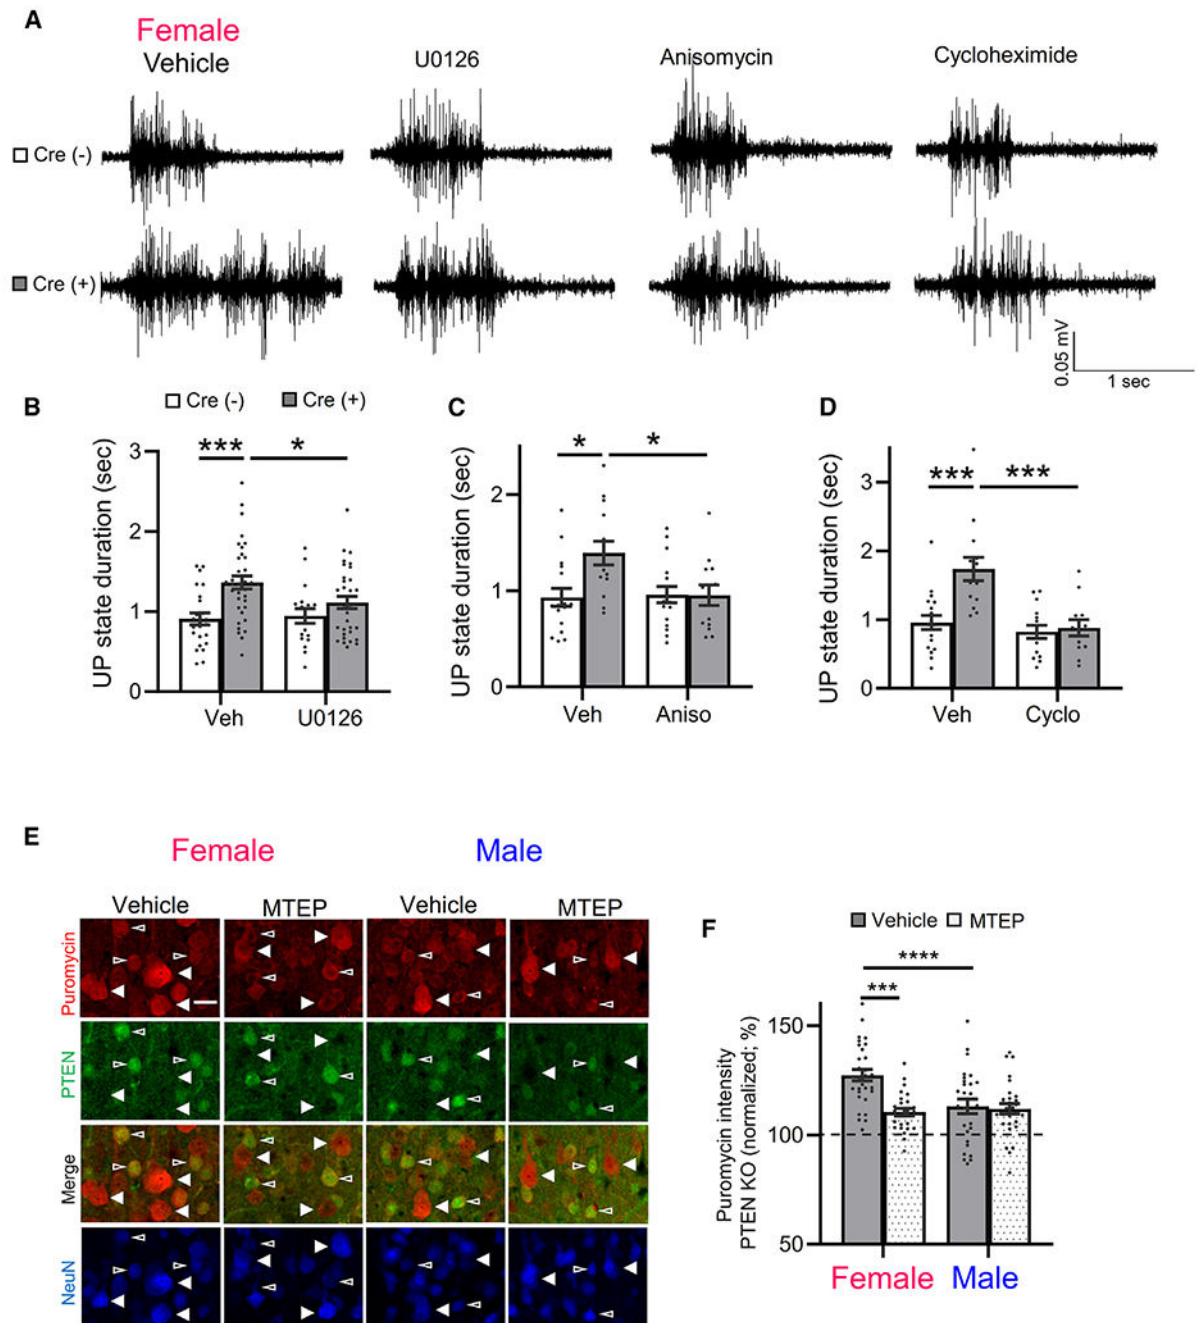 A
Female
Vehicle
U0126
Anisomycin
Cycloheximide
Cre (-)
Cre (+)
0.05 mV
1 sec
B
Cre (-)
Cre (+)
UP state duration (sec)
3
2
1
0
***
*
Veh
U0126
C
UP state duration (sec)
2
1
0
*
*
Veh
Aniso
D
UP state duration (sec)
3
2
1
0
***
***
Veh
Cyclo
E
Female
Male
Vehicle
MTEP
Vehicle
MTEP
Puromycin
PTEN
Merge
NeuN
F
Vehicle
MTEP
****
***
Puromycin intensity
PTEN KO (normalized; %)
150
100
50
Female
Male